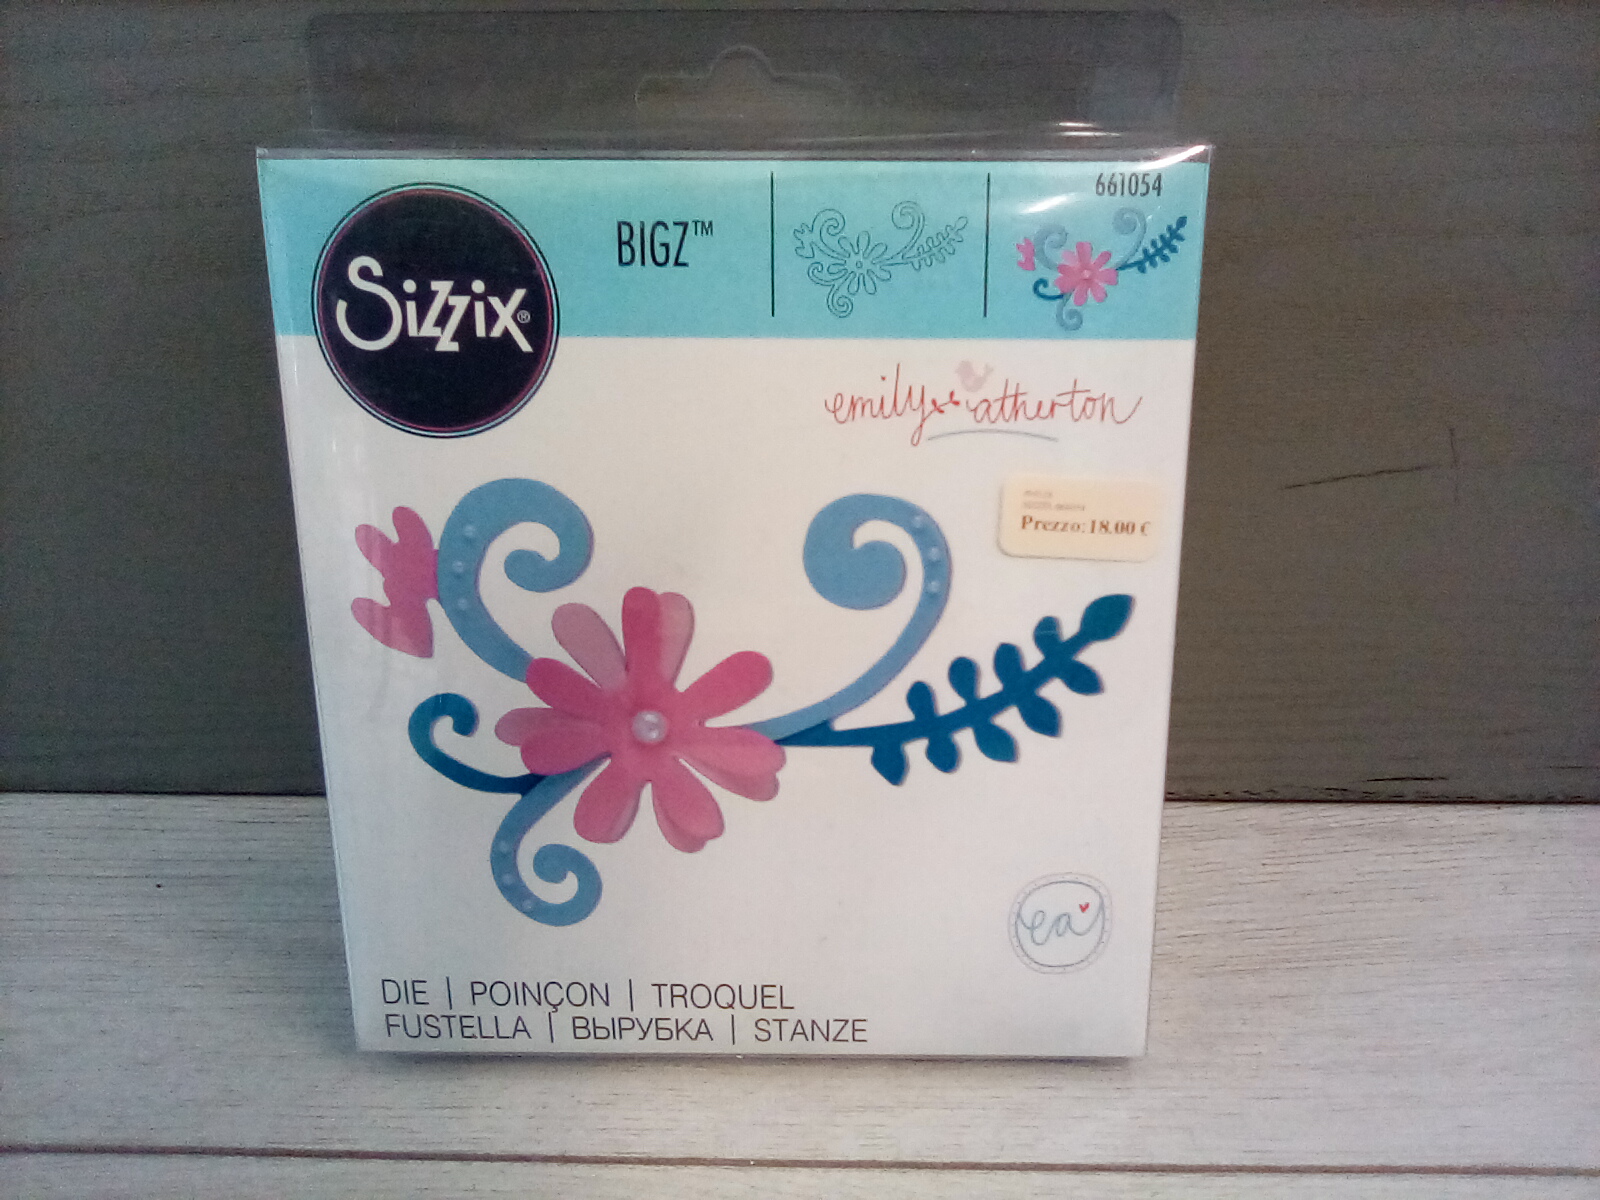 661054
BIGZ™
Sizzix®
emily atherton
Prezzo: 18.00 €
ea
DIE | POINÇON | TROQUEL
FUSTELLA | ВЫРУБКА | STANZE